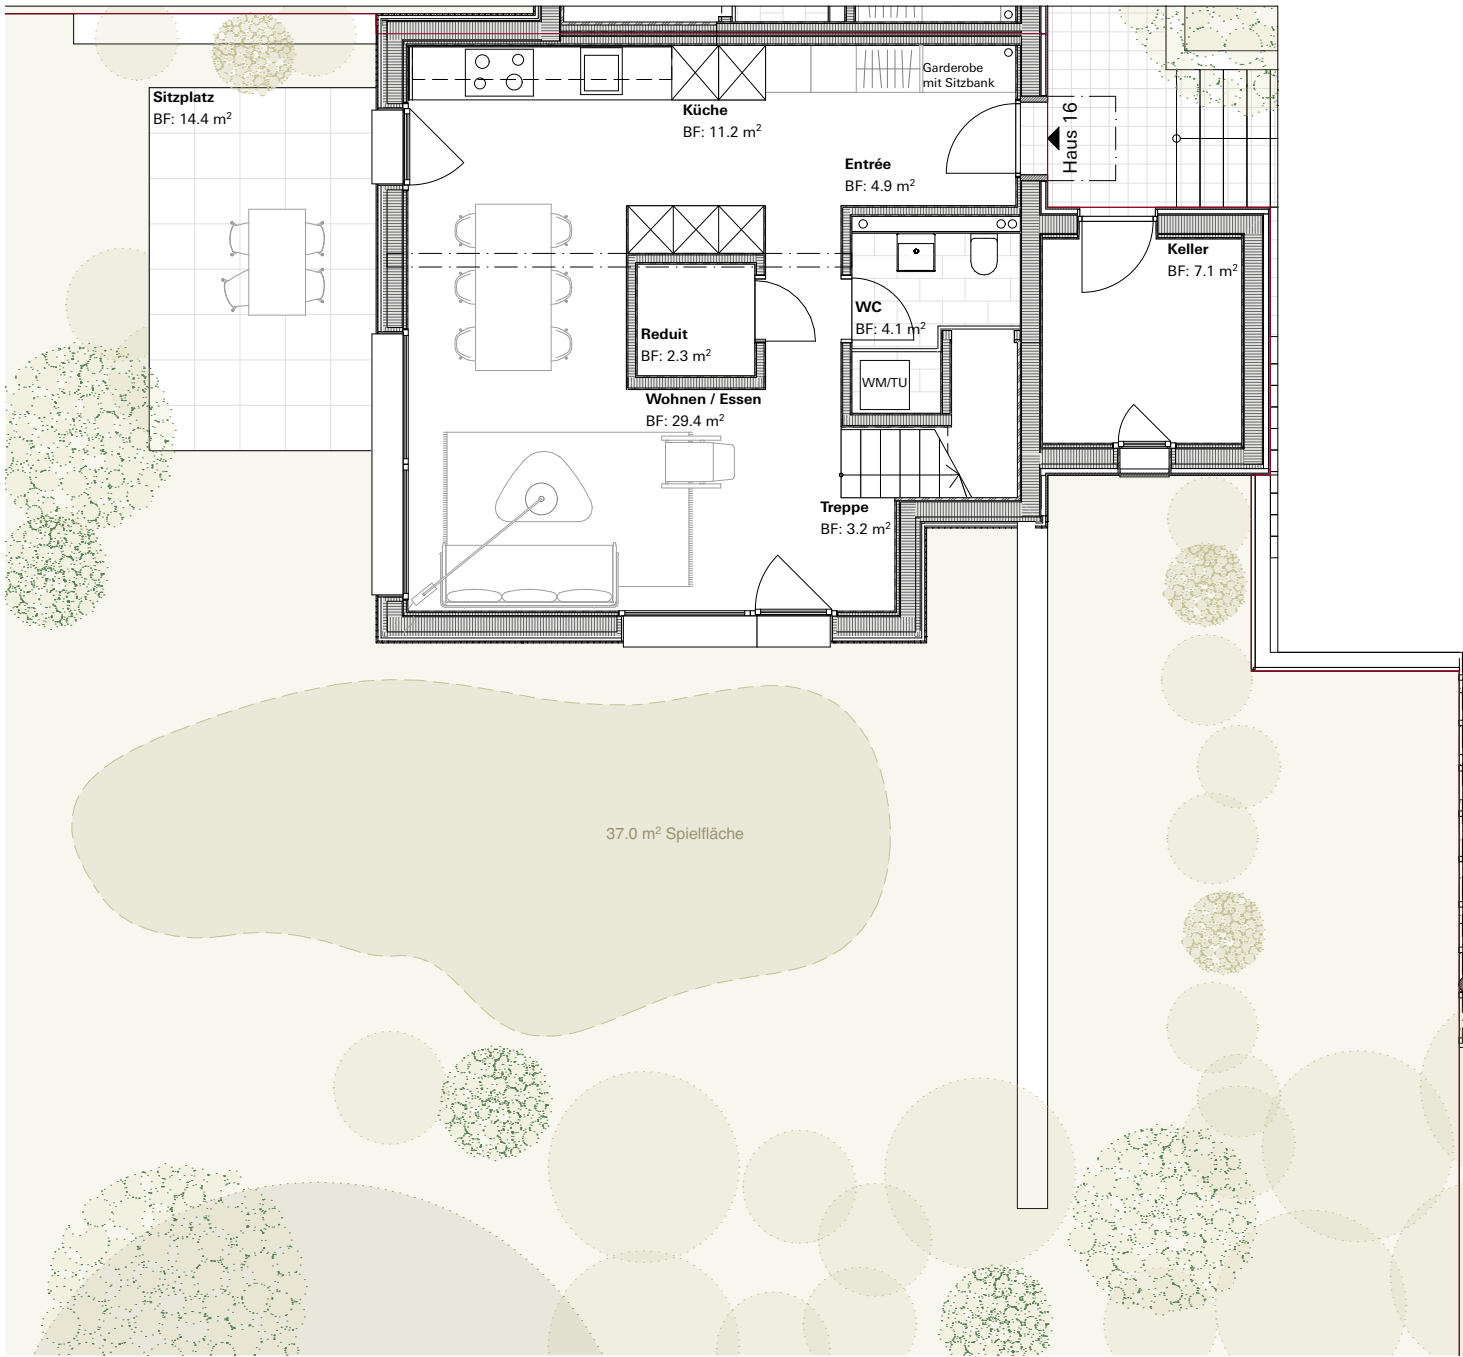 Sitzplatz
BF: 14.4 m²
Küche
BF: 11.2 m²
Garderobe
mit Sitzbank
Haus 16
Entrée
BF: 4.9 m²
Keller
BF: 7.1 m²
WC
BF: 4.1 m²
Reduit
BF: 2.3 m²
WM/TU
Wohnen / Essen
BF: 29.4 m²
Treppe
BF: 3.2 m²
37.0 m² Spielfläche